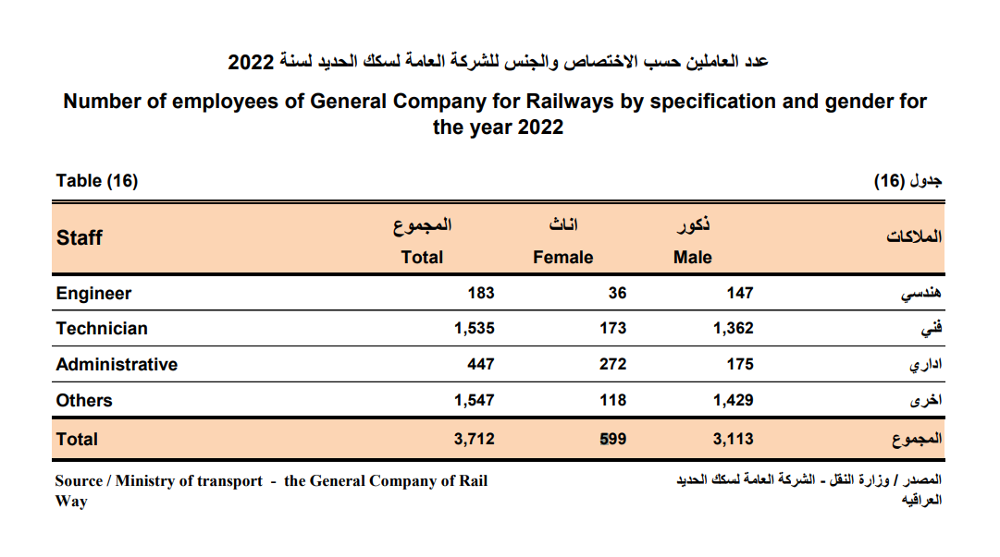 عدد العاملين حسب الاختصاص والجنس للشركة العامة لسكك الحديد لسنة 2022
Number of employees of General Company for Railways by specification and gender for
the year 2022
Table (16) جدول (16)
Staff المجموع اناث ذكور الملاكات
Total Female Male
Engineer 183 36 147 هندسي
Technician 1,535 173 1,362 فني
Administrative 447 272 175 اداري
Others 1,547 118 1,429 اخرى
Total 3,712 599 3,113 المجموع
Source / Ministry of transport - the General Company of Rail المصدر / وزارة النقل - الشركة العامة لسكك الحديد
Way العراقيه